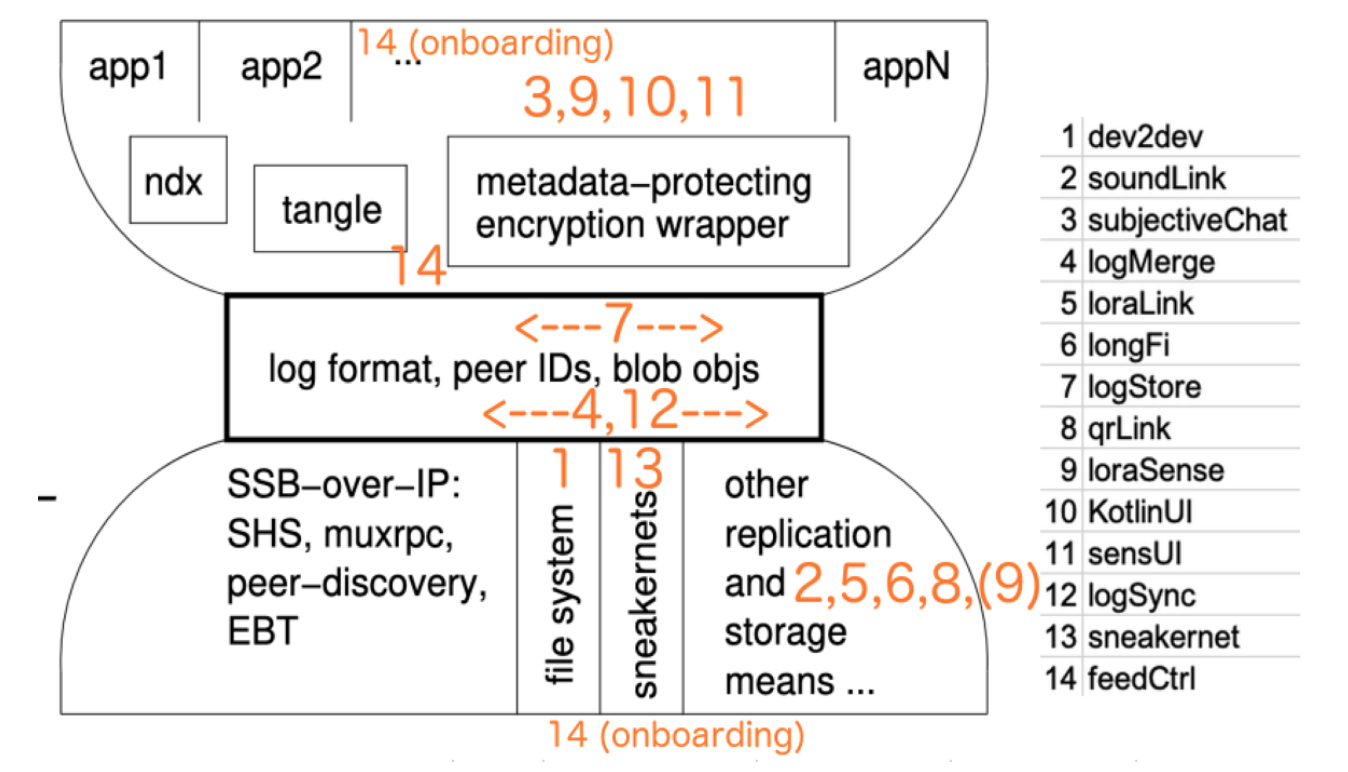 14 (onboarding)
app1
app2
...
appN
3,9,10,11
ndx
tangle
metadata–protecting
encryption wrapper
14
<---7--->
log format, peer IDs, blob objs
<---4,12--->
SSB–over–IP:
SHS, muxrpc,
peer–discovery,
EBT
1
file system
13
sneakernets
other
replication
and 2,5,6,8,(9)
storage
means ...
14 (onboarding)
1 dev2dev
2 soundLink
3 subjectiveChat
4 logMerge
5 loraLink
6 longFi
7 logStore
8 qrLink
9 loraSense
10 KotlinUI
11 sensUI
12 logSync
13 sneakernet
14 feedCtrl